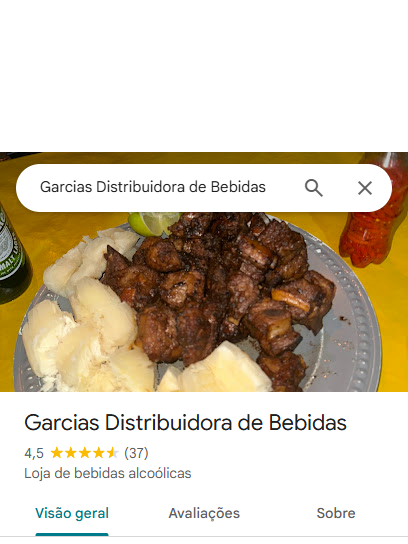 Garcias Distribuidora de Bebidas
Garcias Distribuidora de Bebidas
4,5 (37)
Loja de bebidas alcoólicas
Visão geral Avaliações Sobre